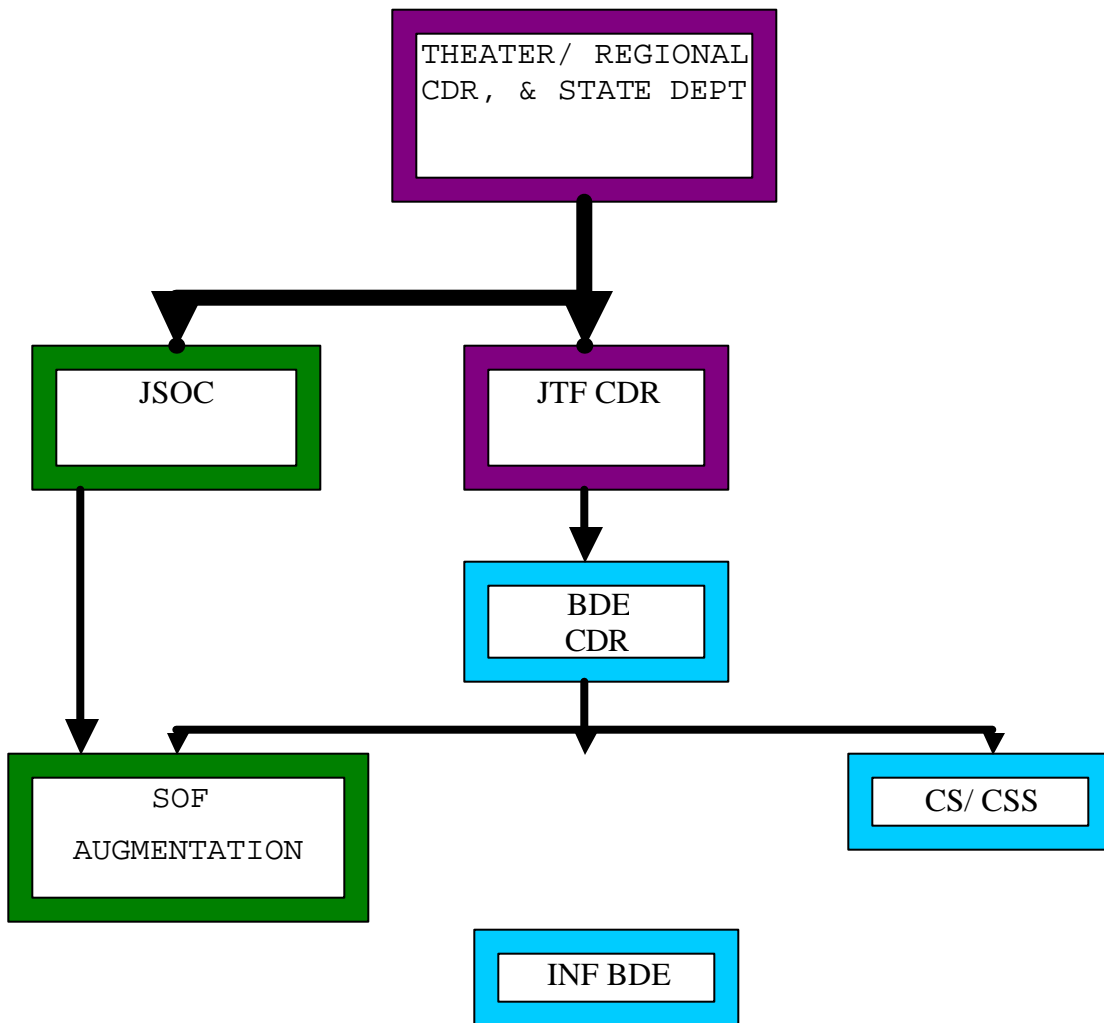 THEATER/ REGIONAL
CDR, & STATE DEPT
JSOC
JTF CDR
BDE
CDR
SOF
AUGMENTATION
CS/ CSS
INF BDE